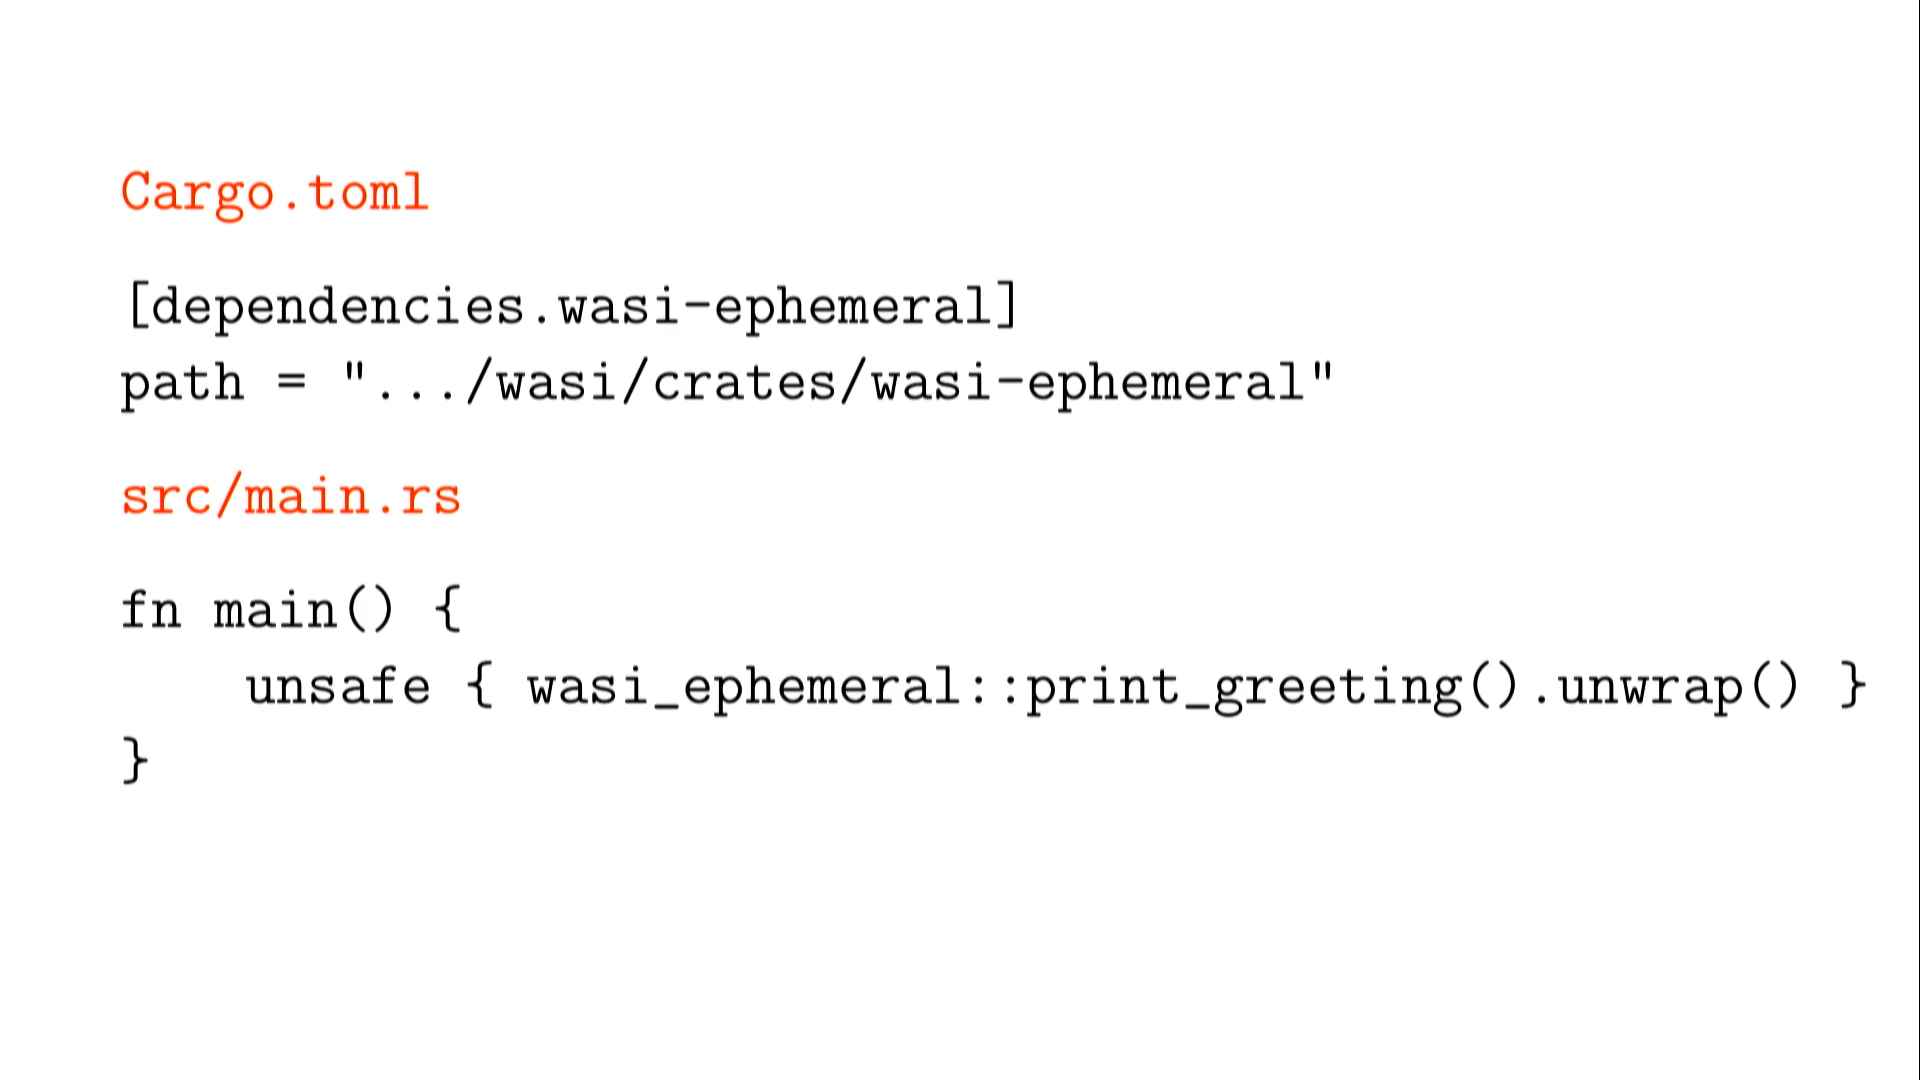 Cargo.toml
[dependencies.wasi-ephemeral]
path = ".../wasi/crates/wasi-ephemeral"
src/main.rs
fn main() {
    unsafe { wasi_ephemeral::print_greeting().unwrap() }
}